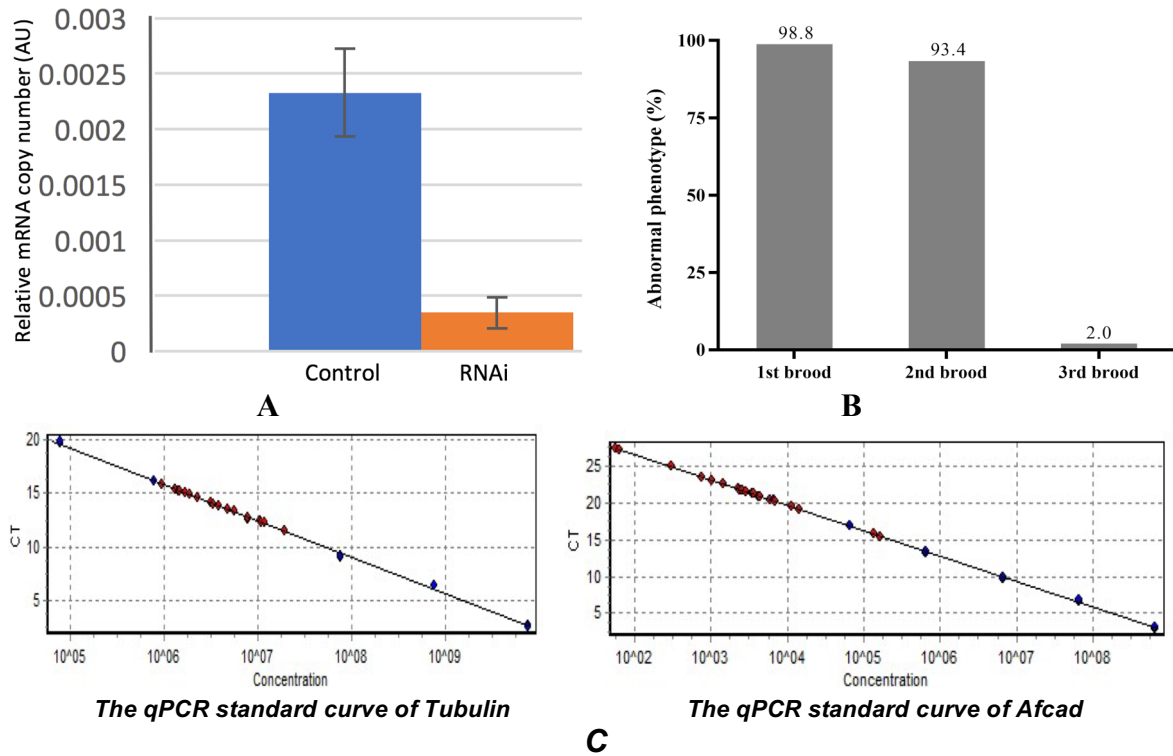 Relative mRNA copy number (AU)
0.003
0.0025
0.002
0.0015
0.001
0.0005
0
Control RNAi
A
Abnormal phenotype (%)
100
75
50
25
0
98.8
93.4
2.0
1st brood 2nd brood 3rd brood
B
CT
20
15
10
5
10^05 10^06 10^07 10^08 10^09
Concentration
The qPCR standard curve of Tubulin
CT
25
20
15
10
5
10^02 10^03 10^04 10^05 10^06 10^07 10^08
Concentration
The qPCR standard curve of Afcad
C